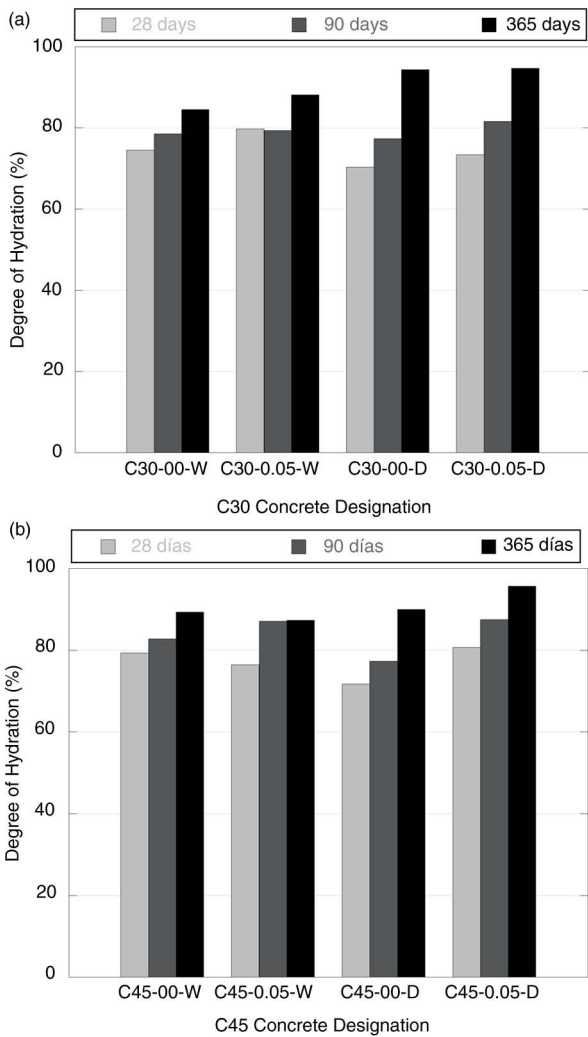 (a)
28 days 90 days 365 days
100
80
60
40
20
0
Degree of Hydration (%)
C30-00-W C30-0.05-W C30-00-D C30-0.05-D
C30 Concrete Designation
(b)
28 días 90 días 365 días
100
80
60
40
20
0
Degree of Hydration (%)
C45-00-W C45-0.05-W C45-00-D C45-0.05-D
C45 Concrete Designation